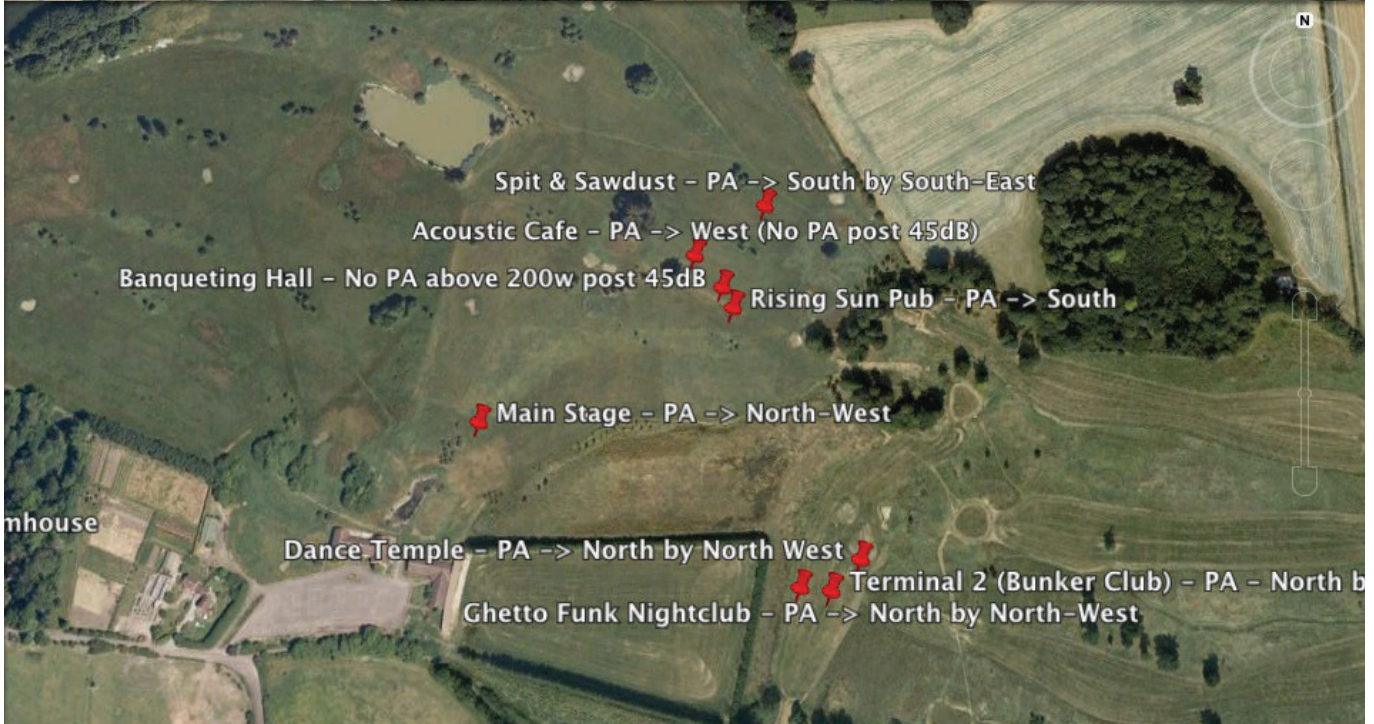 N
Spit & Sawdust - PA -> South by South-East
Acoustic Cafe - PA -> West (No PA post 45dB)
Banqueting Hall - No PA above 200w post 45dB
Rising Sun Pub - PA -> South
Main Stage - PA -> North-West
mhouse
Dance Temple - PA -> North by North West
Terminal 2 (Bunker Club) - PA - North b
Ghetto Funk Nightclub - PA -> North by North-West